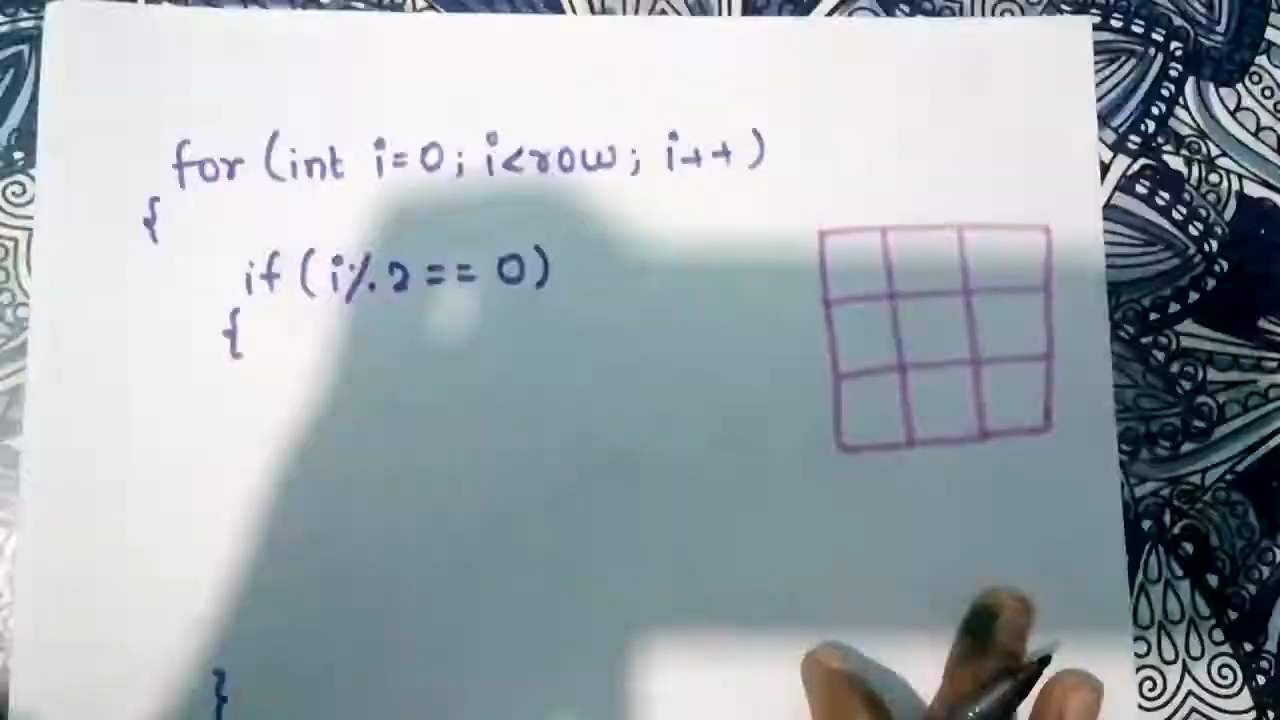 for (int i=0; i<row; i++)
{
if (i%2 == 0)
{
}